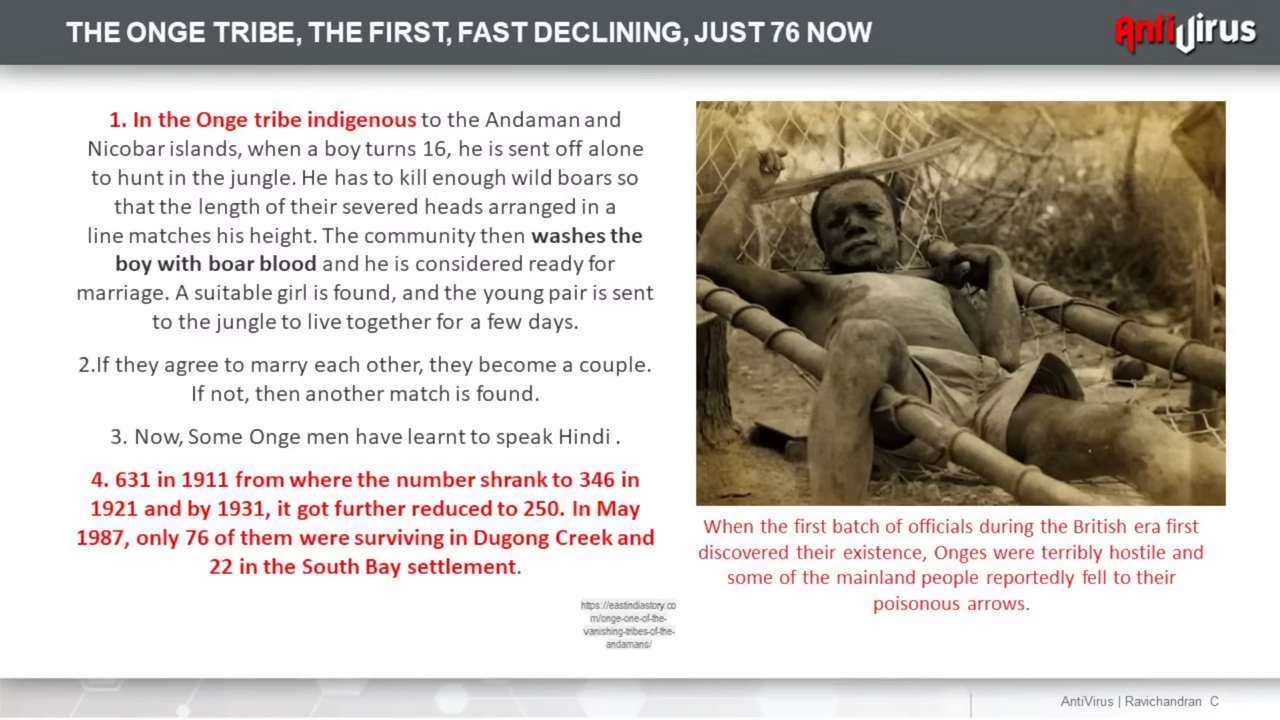 THE ONGE TRIBE, THE FIRST, FAST DECLINING, JUST 76 NOW
AntiVirus
1. In the Onge tribe indigenous to the Andaman and
Nicobar islands, when a boy turns 16, he is sent off alone
to hunt in the jungle. He has to kill enough wild boars so
that the length of their severed heads arranged in a
line matches his height. The community then washes the
boy with boar blood and he is considered ready for
marriage. A suitable girl is found, and the young pair is sent
to the jungle to live together for a few days.
2.If they agree to marry each other, they become a couple.
If not, then another match is found.
3. Now, Some Onge men have learnt to speak Hindi .
4. 631 in 1911 from where the number shrank to 346 in
1921 and by 1931, it got further reduced to 250. In May
1987, only 76 of them were surviving in Dugong Creek and
22 in the South Bay settlement.
https://eastindiastory.co
m/onge-one-of-the-
vanishing-tribes-of-the-
andamans/
When the first batch of officials during the British era first
discovered their existence, Onges were terribly hostile and
some of the mainland people reportedly fell to their
poisonous arrows.
AntiVirus | Ravichandran C